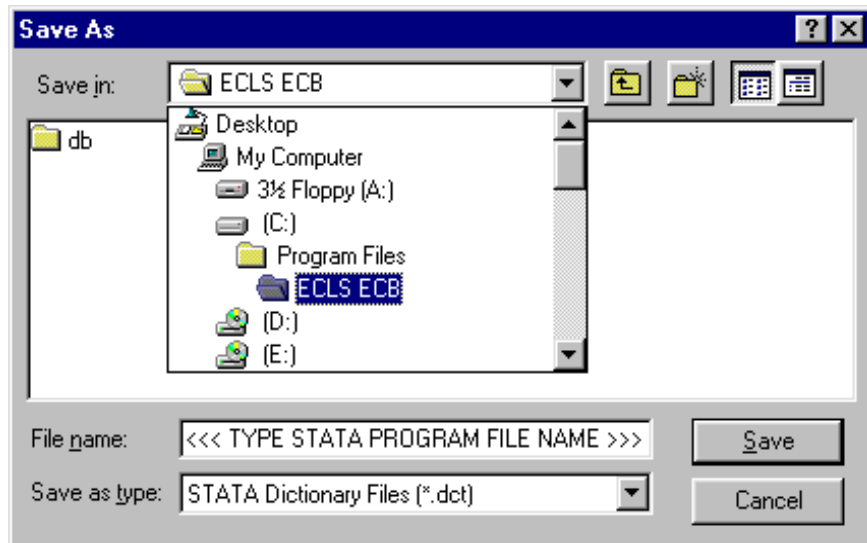 Save As
Save in:
ECLS ECB
db
Desktop
My Computer
3½ Floppy (A:)
(C:)
Program Files
ECLS ECB
(D:)
(E:)
File name:
<<< TYPE STATA PROGRAM FILE NAME >>>
Save
Save as type:
STATA Dictionary Files (*.dct)
Cancel